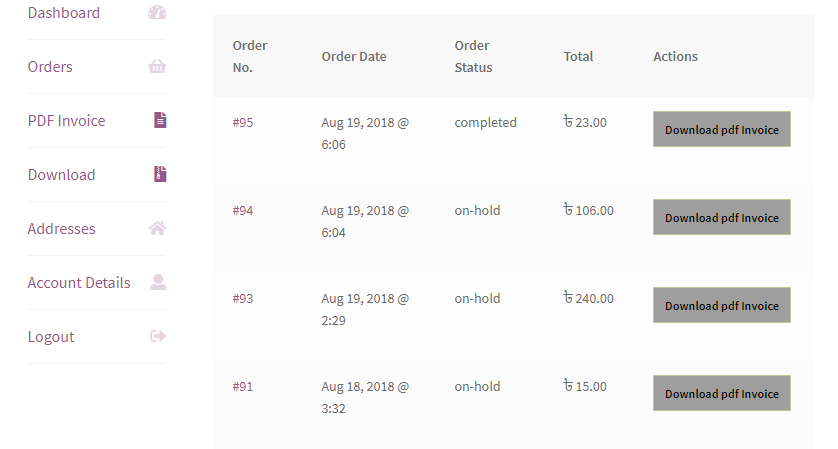 Dashboard
Orders
PDF Invoice
Download
Addresses
Account Details
Logout
Order No. Order Date Order Status Total Actions
#95 Aug 19, 2018 @ 6:06 completed ৳ 23.00 Download pdf Invoice
#94 Aug 19, 2018 @ 6:04 on-hold ৳ 106.00 Download pdf Invoice
#93 Aug 19, 2018 @ 2:29 on-hold ৳ 240.00 Download pdf Invoice
#91 Aug 18, 2018 @ 3:32 on-hold ৳ 15.00 Download pdf Invoice